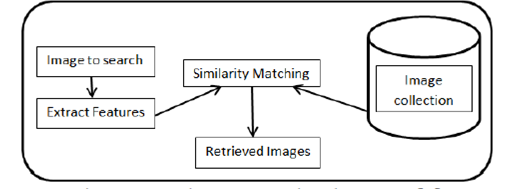 Image to search
Extract Features
Similarity Matching
Retrieved Images
Image
collection